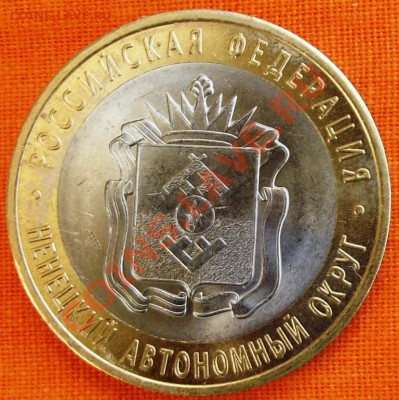 РОССИЙСКАЯ ФЕДЕРАЦИЯ
НЕНЕЦКИЙ АВТОНОМНЫЙ ОКРУГ